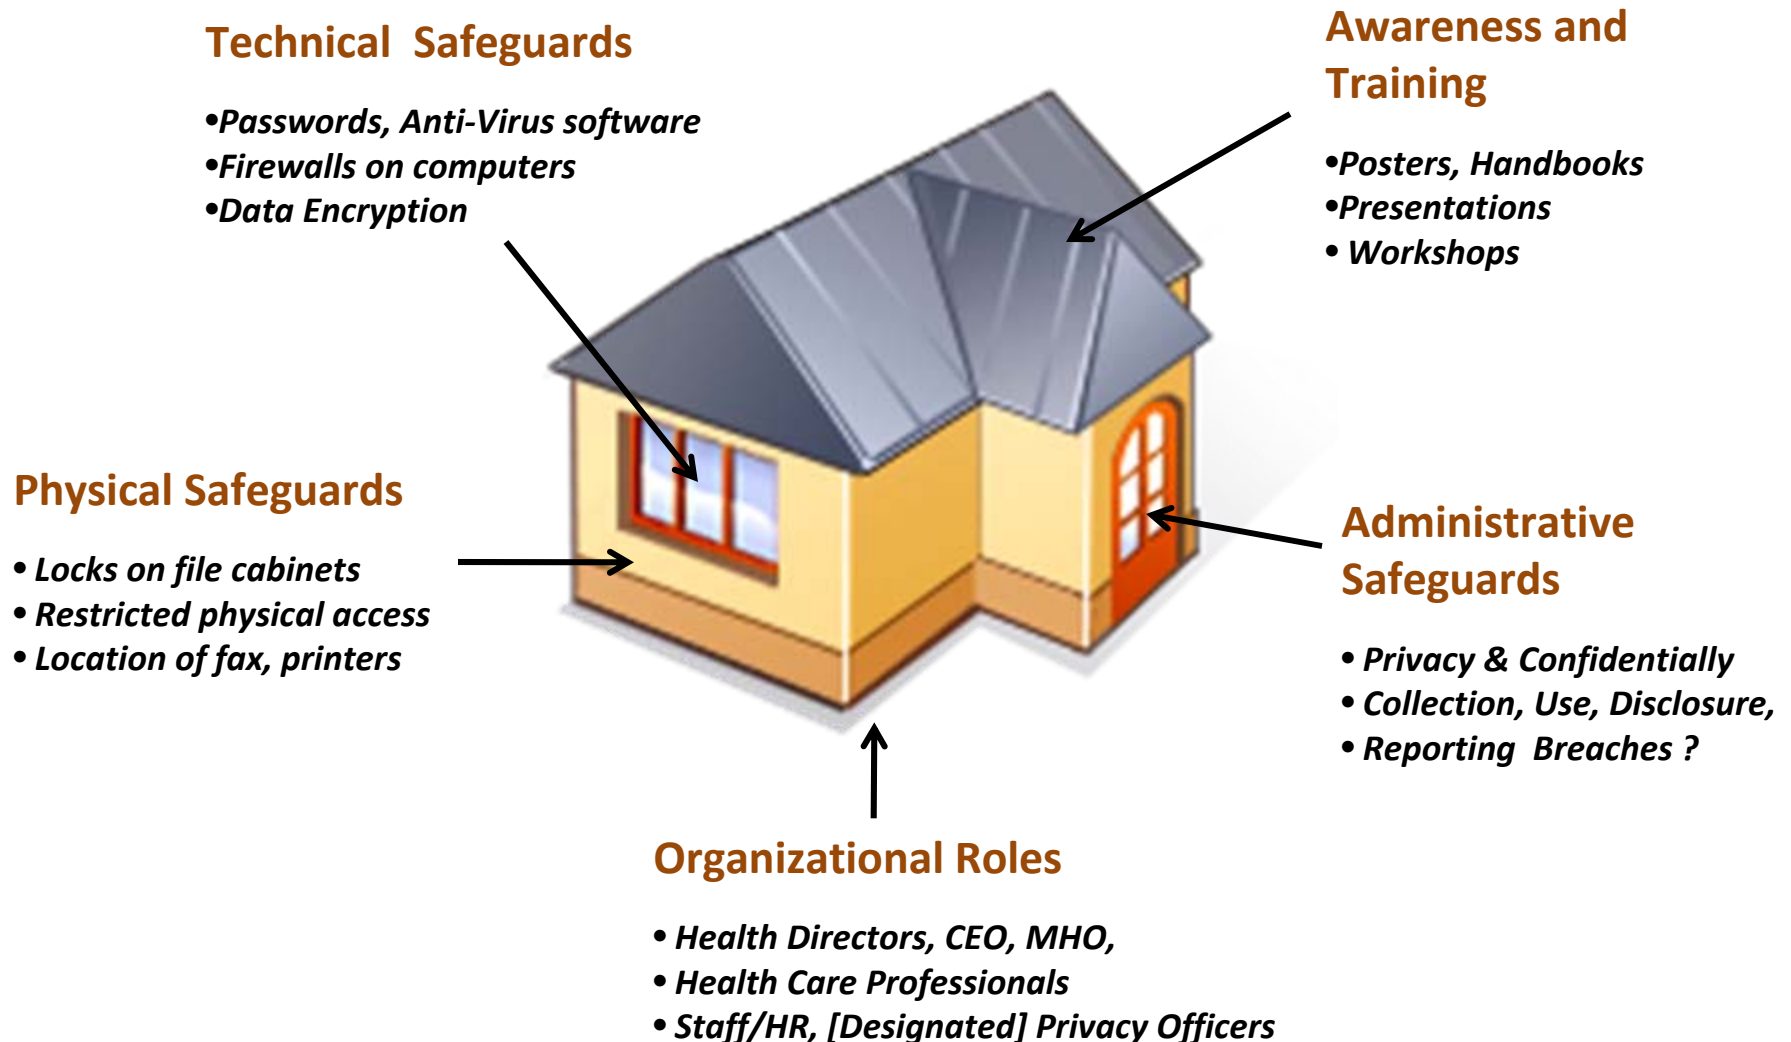 Technical  Safeguards
•Passwords, Anti-Virus software
•Firewalls on computers
•Data Encryption
Awareness and
Training
•Posters, Handbooks
•Presentations
• Workshops
Physical Safeguards
• Locks on file cabinets
• Restricted physical access
• Location of fax, printers
Administrative
Safeguards
• Privacy & Confidentially
• Collection, Use, Disclosure,
• Reporting  Breaches ?
Organizational Roles
• Health Directors, CEO, MHO,
• Health Care Professionals
• Staff/HR, [Designated] Privacy Officers